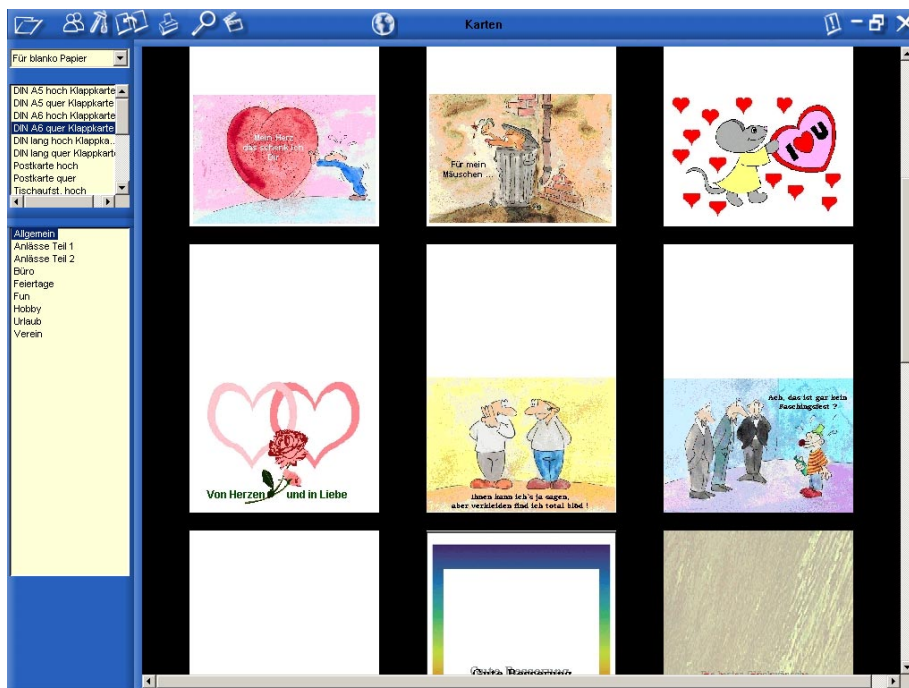 Karten
Für blanko Papier
DIN A5 hoch Klappkarte
DIN A5 quer Klappkarte
DIN A6 hoch Klappkarte
DIN A6 quer Klappkarte
DIN lang hoch Klappka...
DIN lang quer Klappkart
Postkarte hoch
Postkarte quer
Tischaufst. hoch
Allgemein
Anlässe Teil 1
Anlässe Teil 2
Büro
Feiertage
Fun
Hobby
Urlaub
Verein
Mein Herz
das schenk ich
Dir
Für mein
Mäuschen ...
I U
Von Herzen und in Liebe
Ihnen kann ich's ja sagen,
aber verkleiden find ich total blöd !
Ach, das ist gar kein
Faschingsfest ?
Gute Besserung